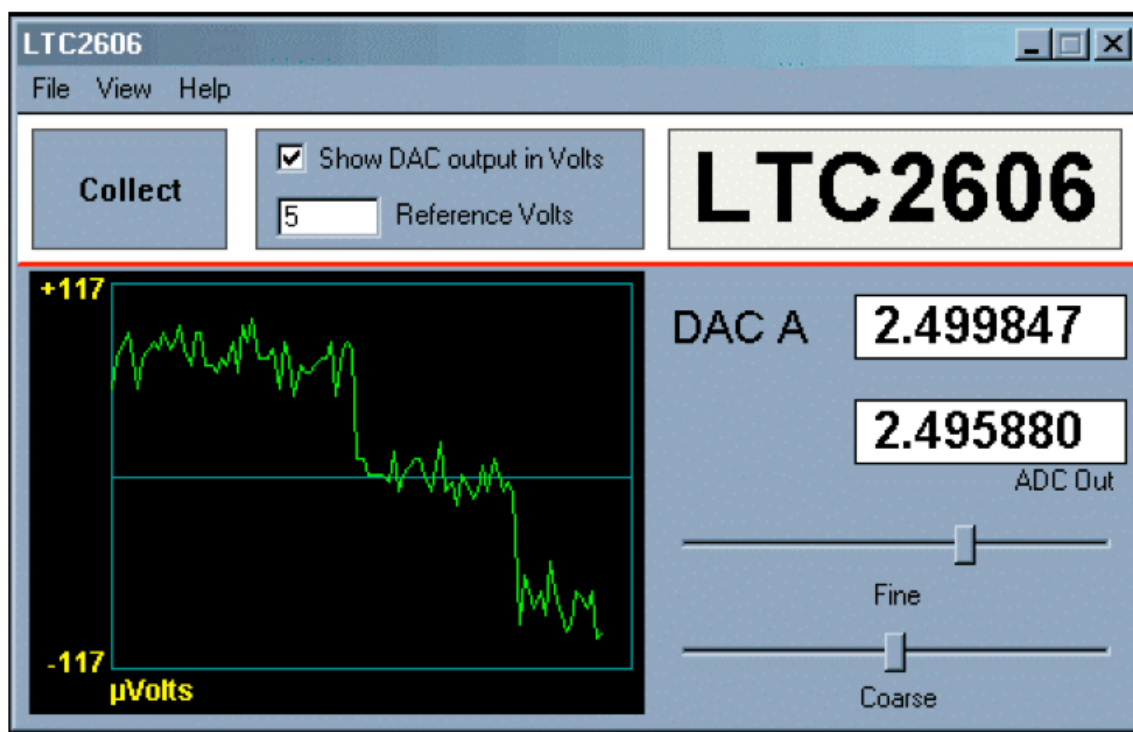 LTC2606
File View Help
Collect
Show DAC output in Volts
5 Reference Volts
LTC2606
+117
-117
µVolts
DAC A 2.499847
2.495880
ADC Out
Fine
Coarse